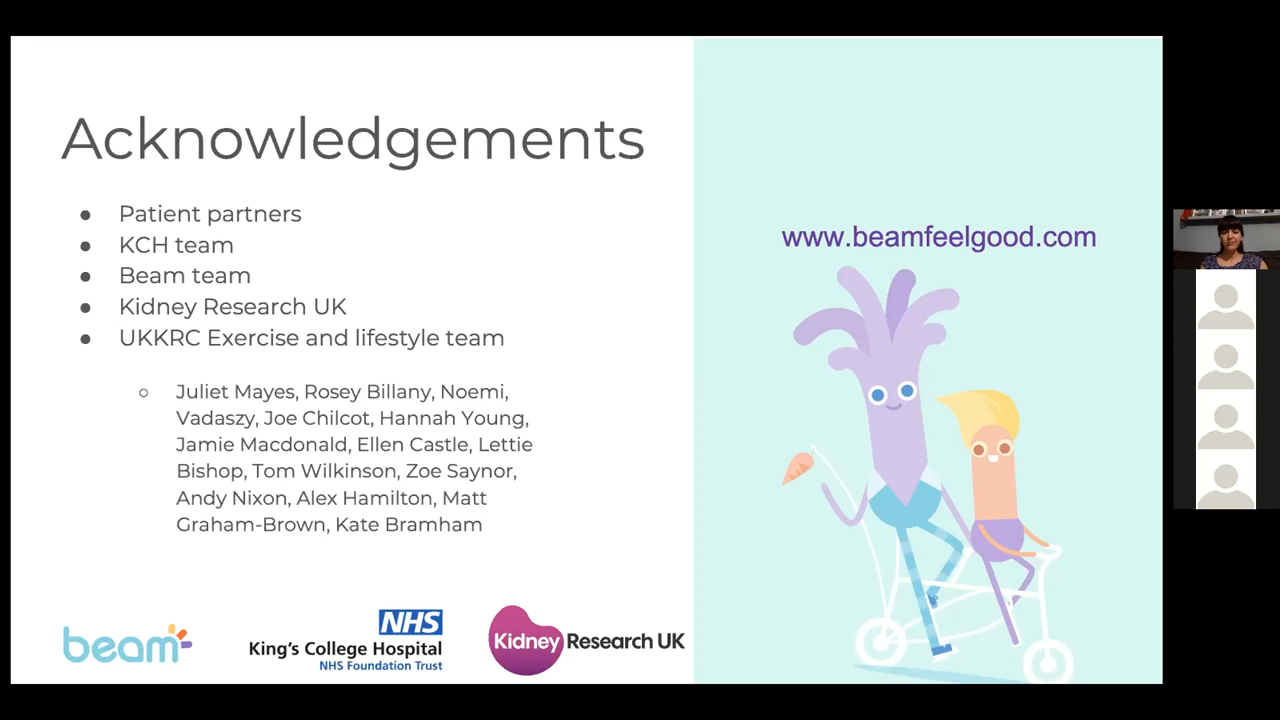 Acknowledgements
● Patient partners
● KCH team
● Beam team
● Kidney Research UK
● UKKRC Exercise and lifestyle team
○ Juliet Mayes, Rosey Billany, Noemi,
Vadaszy, Joe Chilcot, Hannah Young,
Jamie Macdonald, Ellen Castle, Lettie
Bishop, Tom Wilkinson, Zoe Saynor,
Andy Nixon, Alex Hamilton, Matt
Graham-Brown, Kate Bramham
www.beamfeelgood.com
beam
NHS
King's College Hospital
NHS Foundation Trust
Kidney Research UK